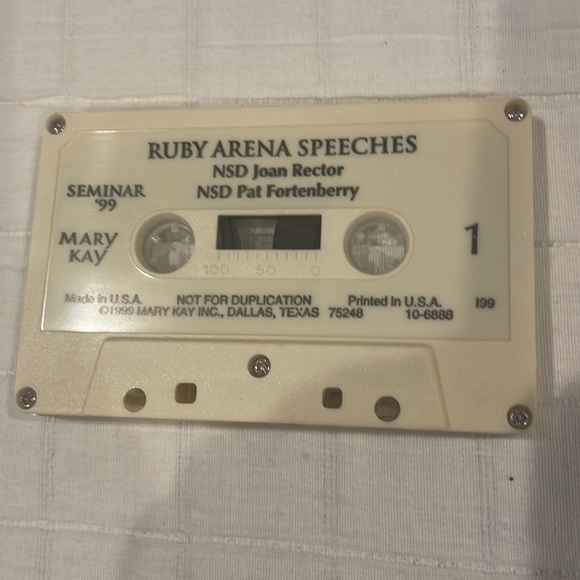 RUBY ARENA SPEECHES
NSD Joan Rector
NSD Pat Fortenberry
SEMINAR
'99
MARY
KAY
1
100 50 0
Made in U.S.A. NOT FOR DUPLICATION Printed in U.S.A. I99
©1999 MARY KAY INC., DALLAS, TEXAS 75248 10-6888